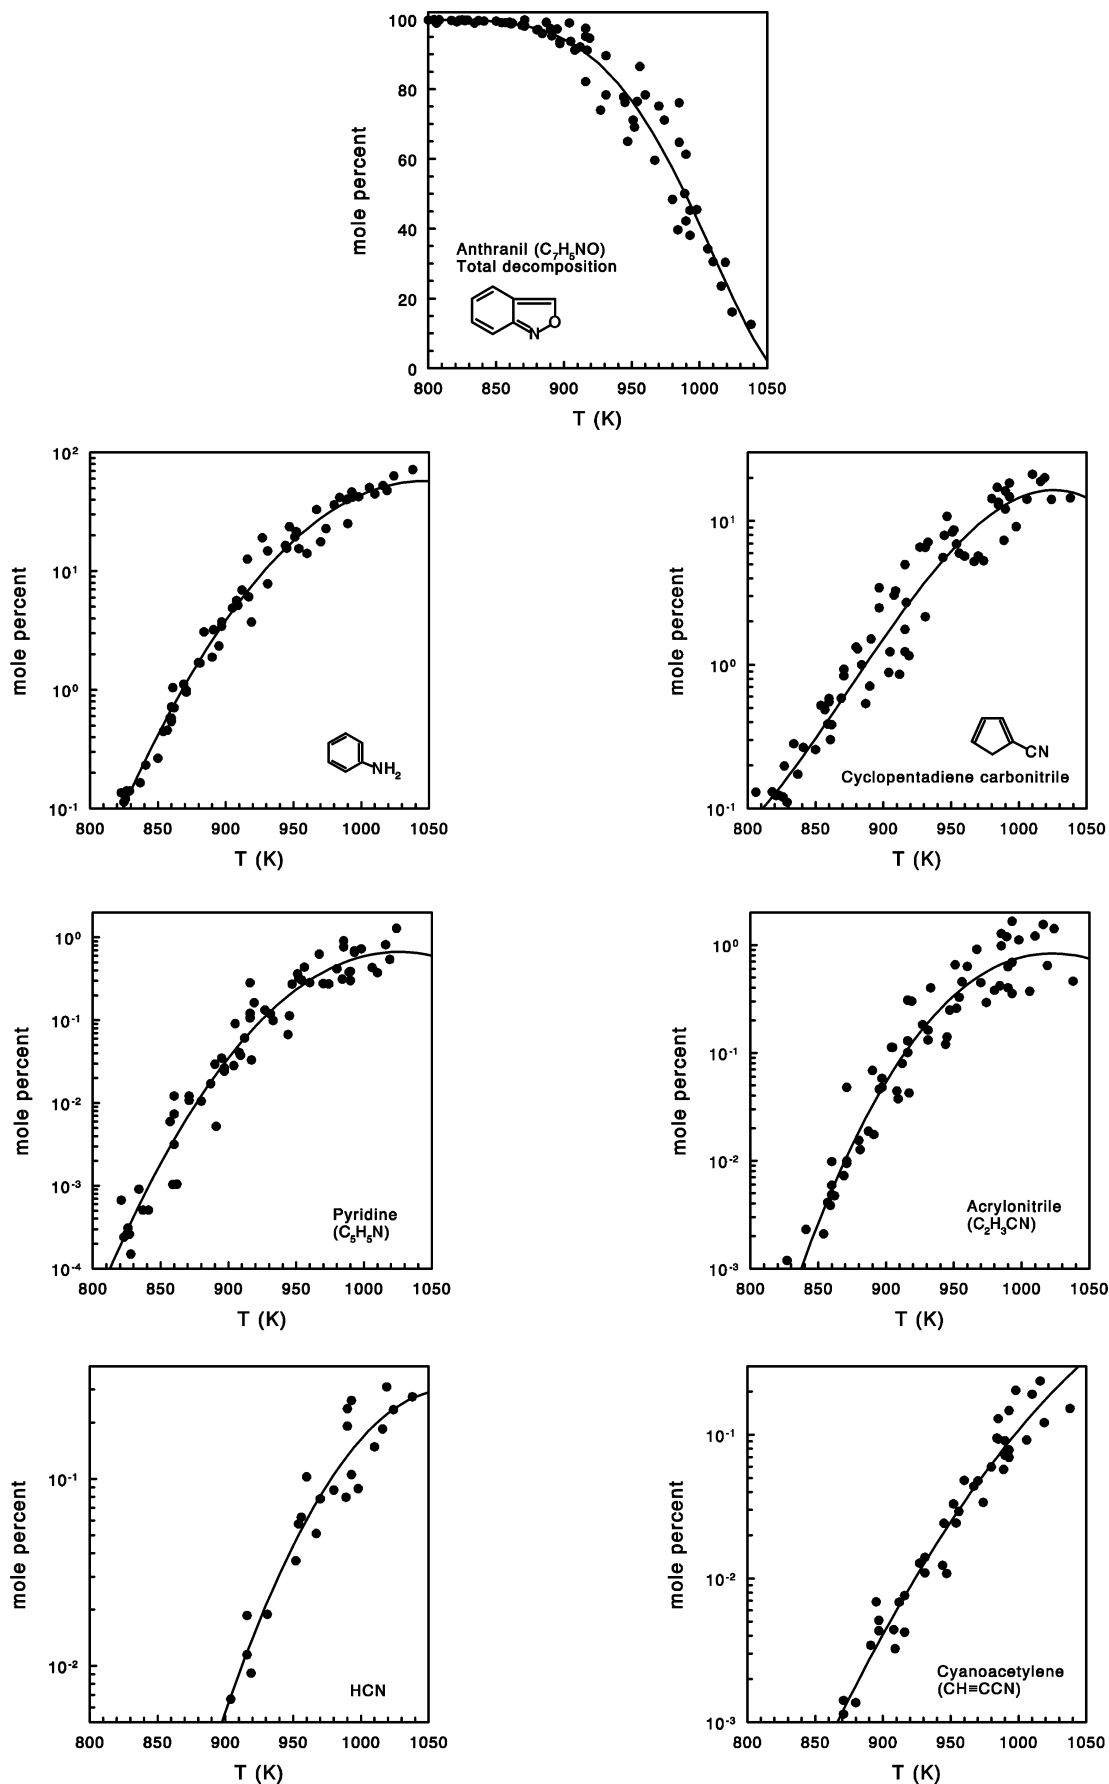 100
80
60
40
20
0
mole percent
Anthranil (C₇H₅NO)
Total decomposition
N
O
800 850 900 950 1000 1050
T (K)
10²
10¹
10⁰
10⁻¹
mole percent
NH₂
800 850 900 950 1000 1050
T (K)
10¹
10⁰
10⁻¹
mole percent
CN
Cyclopentadiene carbonitrile
800 850 900 950 1000 1050
T (K)
10⁰
10⁻¹
10⁻²
10⁻³
10⁻⁴
mole percent
Pyridine
(C₅H₅N)
800 850 900 950 1000 1050
T (K)
10⁰
10⁻¹
10⁻²
10⁻³
mole percent
Acrylonitrile
(C₂H₃CN)
800 850 900 950 1000 1050
T (K)
10⁻¹
10⁻²
mole percent
HCN
800 850 900 950 1000 1050
T (K)
10⁻¹
10⁻²
10⁻³
mole percent
Cyanoacetylene
(CH≡CCN)
800 850 900 950 1000 1050
T (K)